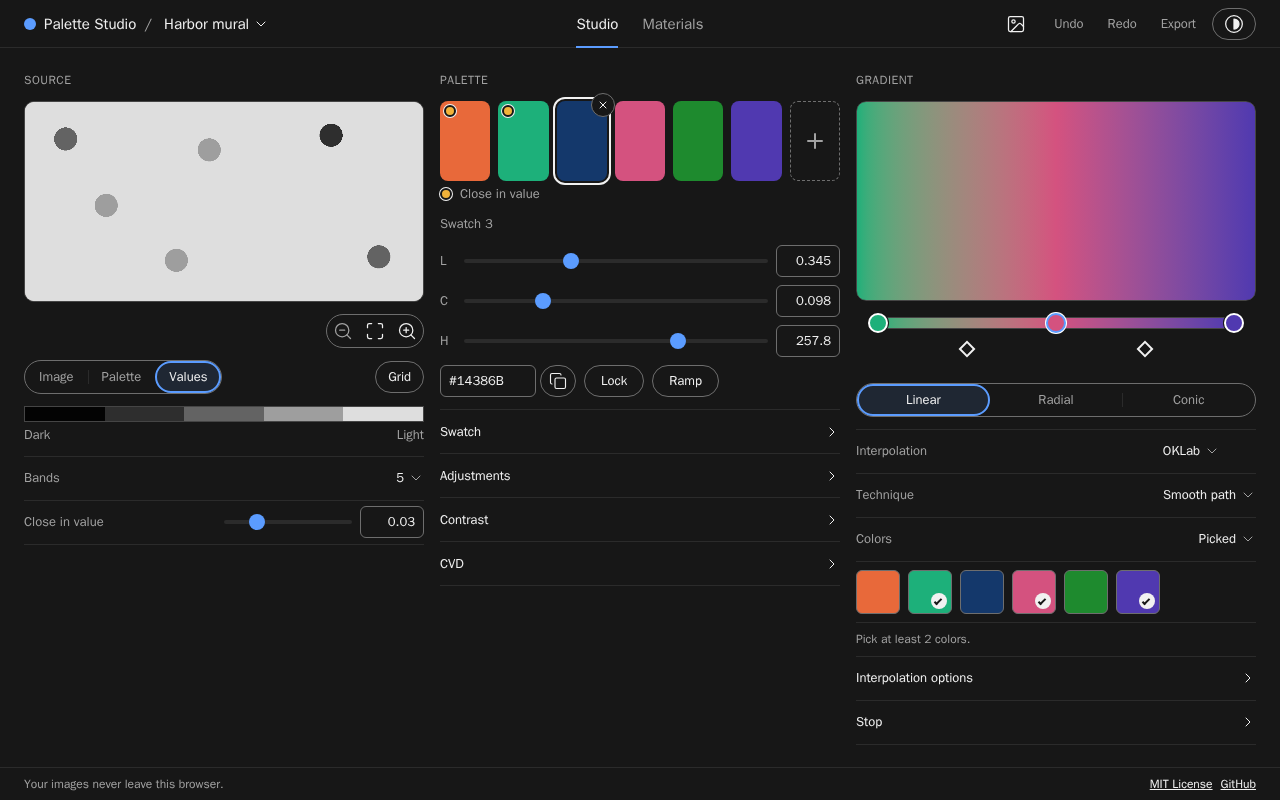 Palette Studio / Harbor mural
Studio Materials
Undo Redo Export
SOURCE
Image Palette Values Grid
Dark Light
Bands 5
Close in value 0.03
PALETTE
Close in value
Swatch 3
L 0.345
C 0.098
H 257.8
#14386B Lock Ramp
Swatch
Adjustments
Contrast
CVD
GRADIENT
Linear Radial Conic
Interpolation OKLab
Technique Smooth path
Colors Picked
Pick at least 2 colors.
Interpolation options
Stop
Your images never leave this browser.
MIT License GitHub